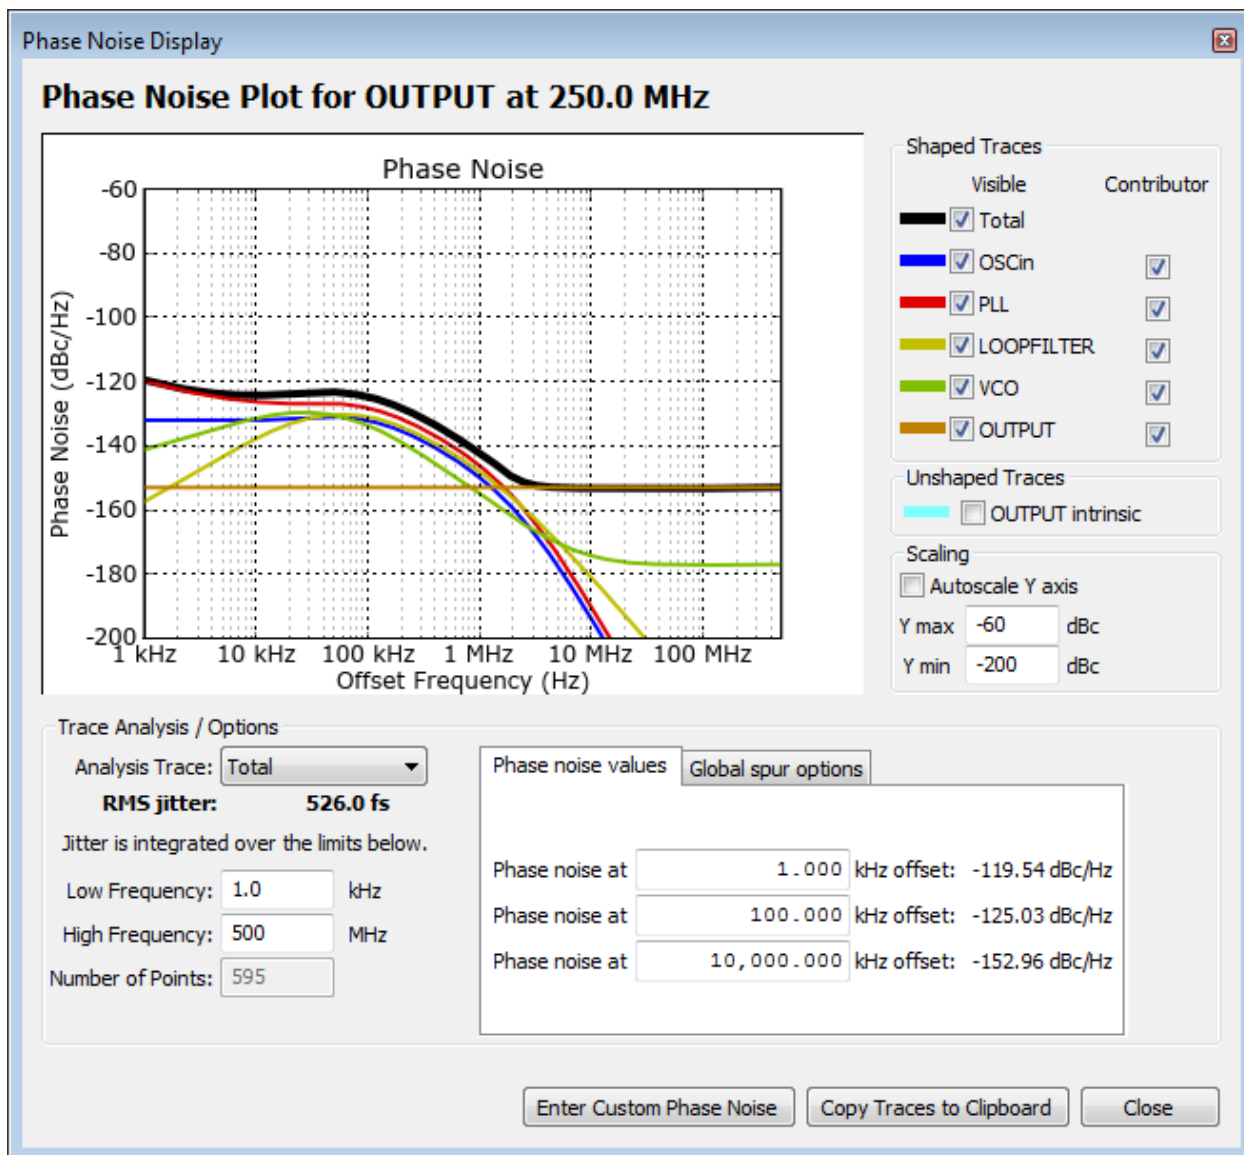 Phase Noise Display
Phase Noise Plot for OUTPUT at 250.0 MHz
Phase Noise
Phase Noise (dBc/Hz)
-60
-80
-100
-120
-140
-160
-180
-200
1 kHz 10 kHz 100 kHz 1 MHz 10 MHz 100 MHz
Offset Frequency (Hz)
Shaped Traces
Visible Contributor
Total
OSCin
PLL
LOOPFILTER
VCO
OUTPUT
Unshaped Traces
OUTPUT intrinsic
Scaling
Autoscale Y axis
Y max -60 dBc
Y min -200 dBc
Trace Analysis / Options
Analysis Trace: Total
RMS jitter: 526.0 fs
Jitter is integrated over the limits below.
Low Frequency: 1.0 kHz
High Frequency: 500 MHz
Number of Points: 595
Phase noise values Global spur options
Phase noise at 1.000 kHz offset: -119.54 dBc/Hz
Phase noise at 100.000 kHz offset: -125.03 dBc/Hz
Phase noise at 10,000.000 kHz offset: -152.96 dBc/Hz
Enter Custom Phase Noise Copy Traces to Clipboard Close